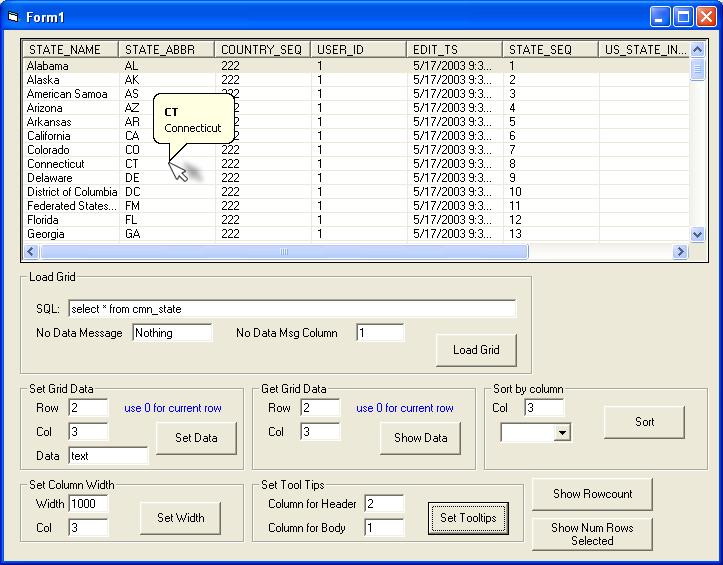 Form1
STATE_NAME STATE_ABBR COUNTRY_SEQ USER_ID EDIT_TS STATE_SEQ US_STATE_IN...
Alabama AL 222 1 5/17/2003 9:3... 1
Alaska AK 222 1 5/17/2003 9:3... 2
American Samoa AS 222 1 5/17/2003 9:3... 3
Arizona AZ 222 1 5/17/2003 9:3... 4
Arkansas AR 222 1 5/17/2003 9:3... 5
California CA 222 1 5/17/2003 9:3... 6
Colorado CO 222 1 5/17/2003 9:3... 7
Connecticut CT 222 1 5/17/2003 9:3... 8
Delaware DE 222 1 5/17/2003 9:3... 9
District of Columbia DC 222 1 5/17/2003 9:3... 10
Federated States... FM 222 1 5/17/2003 9:3... 11
Florida FL 222 1 5/17/2003 9:3... 12
Georgia GA 222 1 5/17/2003 9:3... 13
CT
Connecticut
Load Grid
SQL: select * from cmn_state
No Data Message Nothing No Data Msg Column 1
Load Grid
Set Grid Data
Row 2 use 0 for current row
Col 3
Set Data
Data text
Get Grid Data
Row 2 use 0 for current row
Col 3
Show Data
Sort by column
Col 3
Sort
Set Column Width
Width 1000
Col 3
Set Width
Set Tool Tips
Column for Header 2
Column for Body 1
Set Tooltips
Show Rowcount
Show Num Rows
Selected